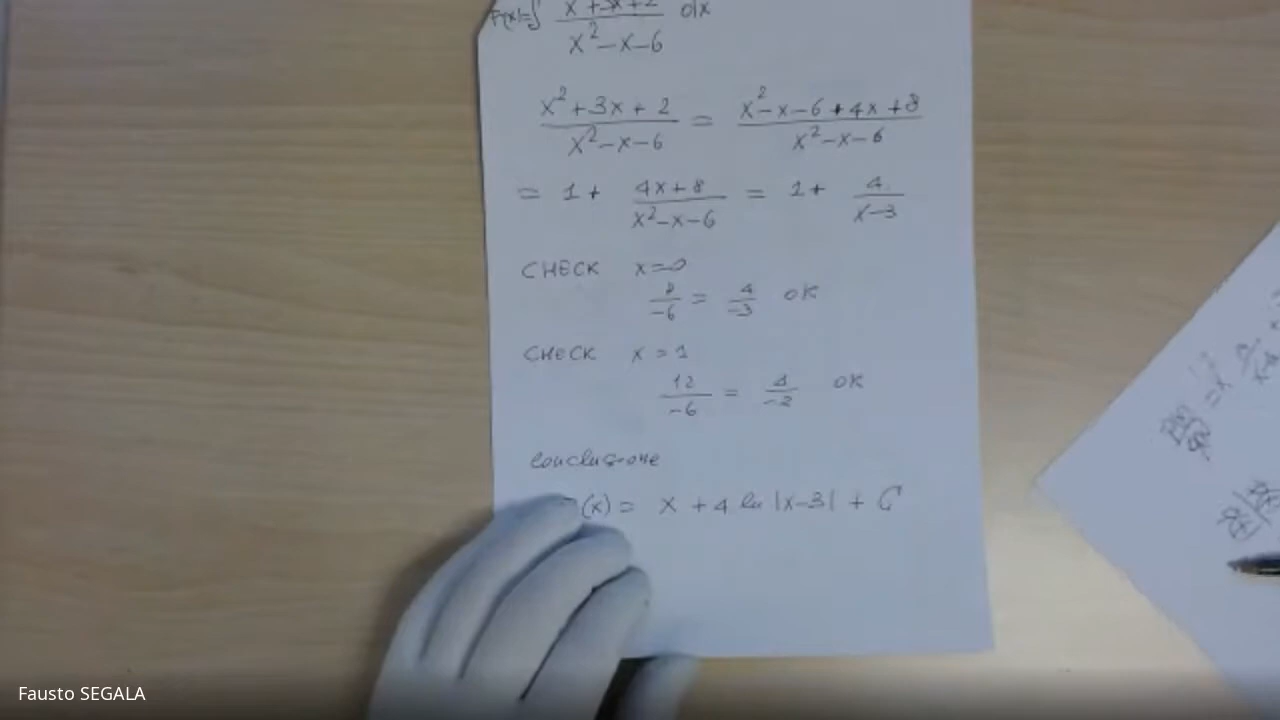 F(x)=∫ x²+3x+2 / x²-x-6 dx
x²+3x+2 / x²-x-6 = x²-x-6+4x+8 / x²-x-6
= 1 + 4x+8 / x²-x-6 = 1+ 4 / x-3
CHECK x=0
8 / -6 = 4 / -3 OK
CHECK x=1
12 / -6 = 4 / -2 OK
conclusione
(x) = x + 4 ln |x-3| + C
Fausto SEGALA